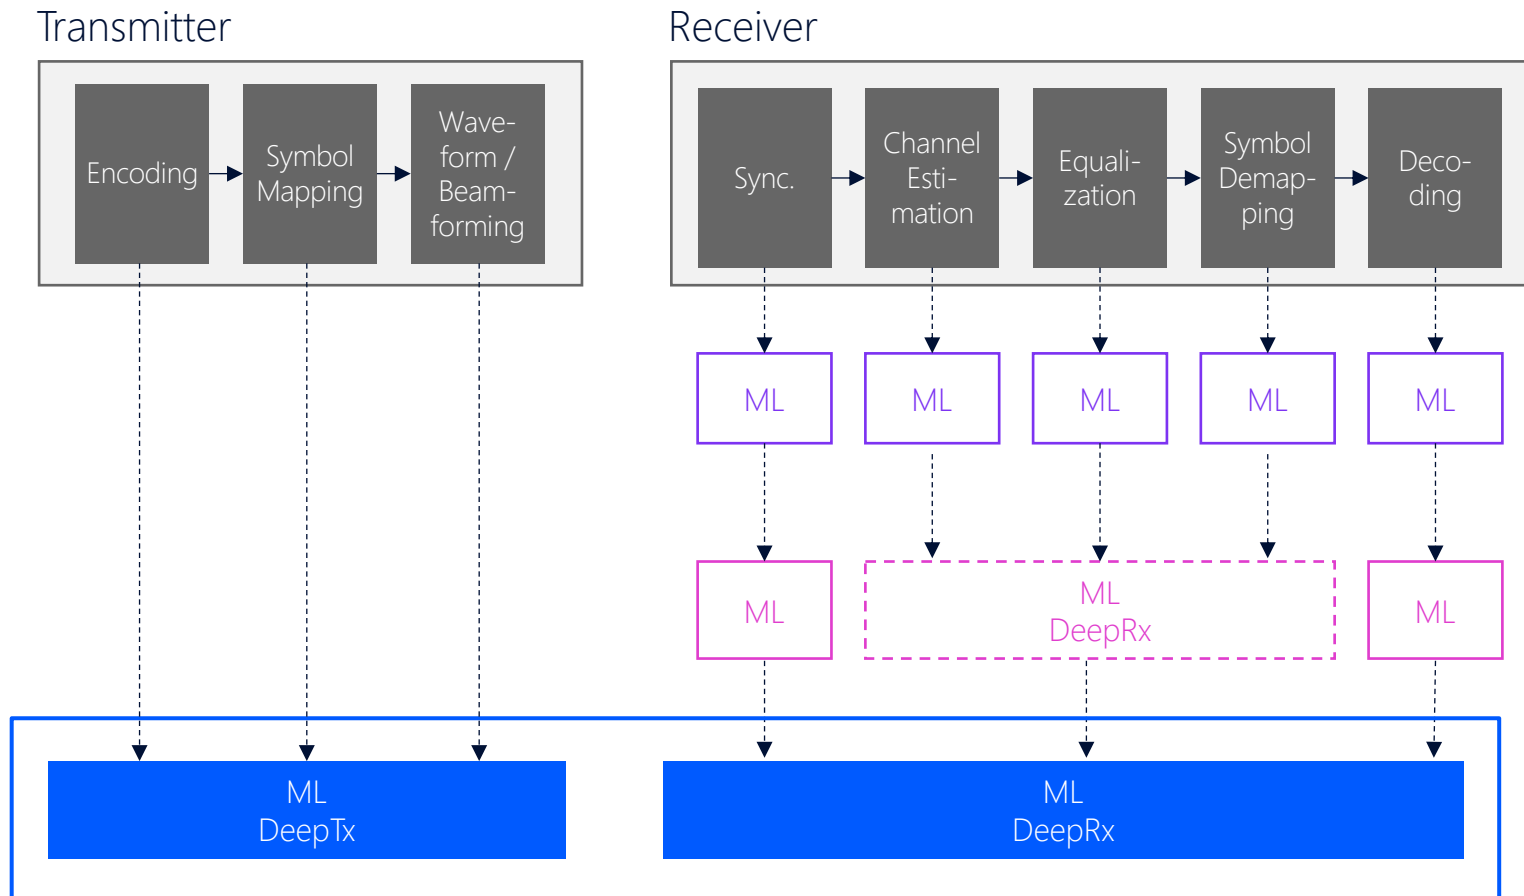 Transmitter
Receiver
Encoding
Symbol
Mapping
Wave-
form /
Beam-
forming
Sync.
Channel
Esti-
mation
Equali-
zation
Symbol
Demap-
ping
Deco-
ding
ML
ML
ML
ML
ML
ML
ML
DeepRx
ML
ML
DeepTx
ML
DeepRx